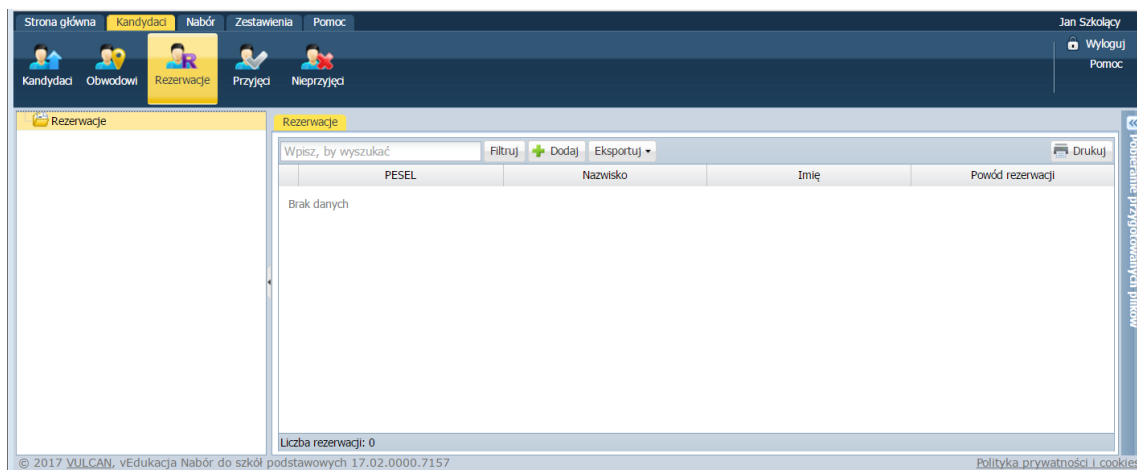 Strona główna Kandydaci Nabór Zestawienia Pomoc Jan Szkolący
Wyloguj
Pomoc
Kandydaci Obwodowi Rezerwacje Przyjęci Nieprzyjęci
Rezerwacje
Rezerwacje
Wpisz, by wyszukać Filtruj Dodaj Eksportuj Drukuj
PESEL Nazwisko Imię Powód rezerwacji
Brak danych
Liczba rezerwacji: 0
Pobieranie przygotowanych plików
© 2017 VULCAN, vEdukacja Nabór do szkół podstawowych 17.02.0000.7157 Polityka prywatności i cookies